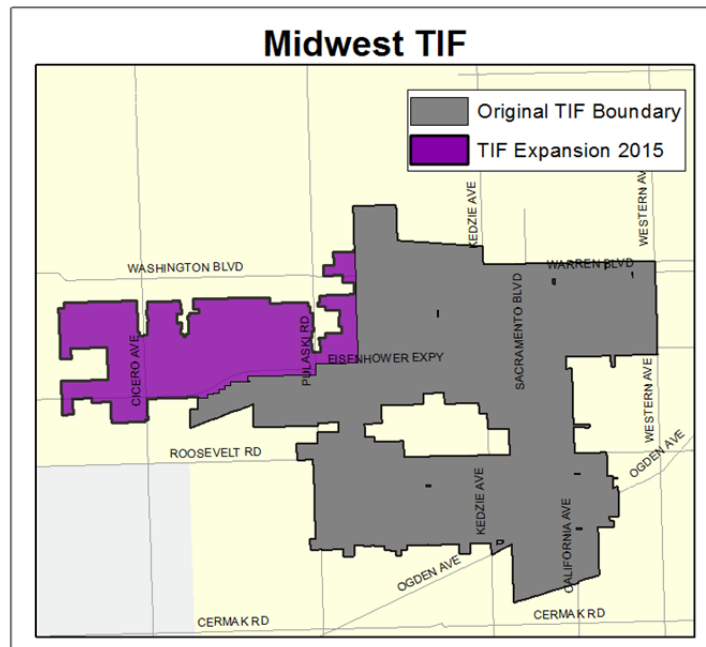 Midwest TIF
Original TIF Boundary
TIF Expansion 2015
KEDZIE AVE
WESTERN AVE
WASHINGTON BLVD
WARREN BLVD
SACRAMENTO BLVD
PULASKI RD
CICERO AVE
EISENHOWER EXPY
WESTERN AVE
ROOSEVELT RD
OGDEN AVE
KEDZIE AVE
CALIFORNIA AVE
OGDEN AVE
CERMAK RD
CERMAK RD